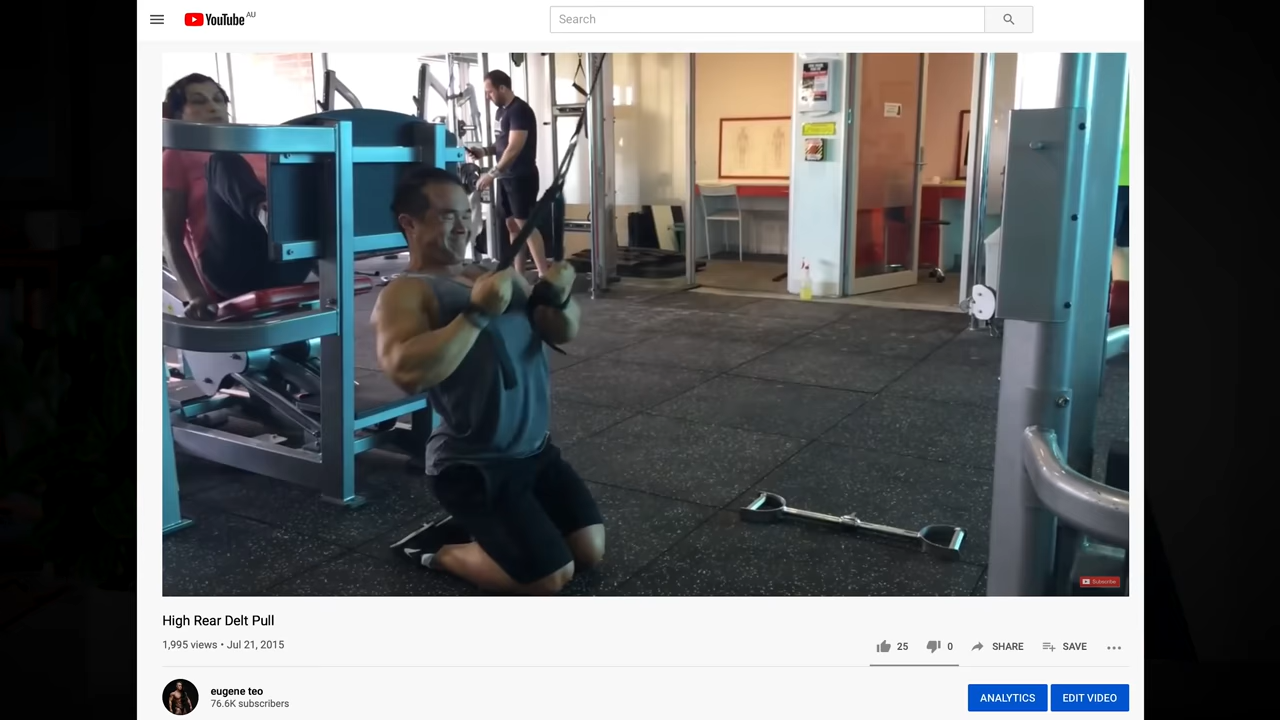 YouTube AU
Search
Subscribe
High Rear Delt Pull
1,995 views • Jul 21, 2015
25
0
SHARE
SAVE
eugene teo
76.6K subscribers
ANALYTICS
EDIT VIDEO